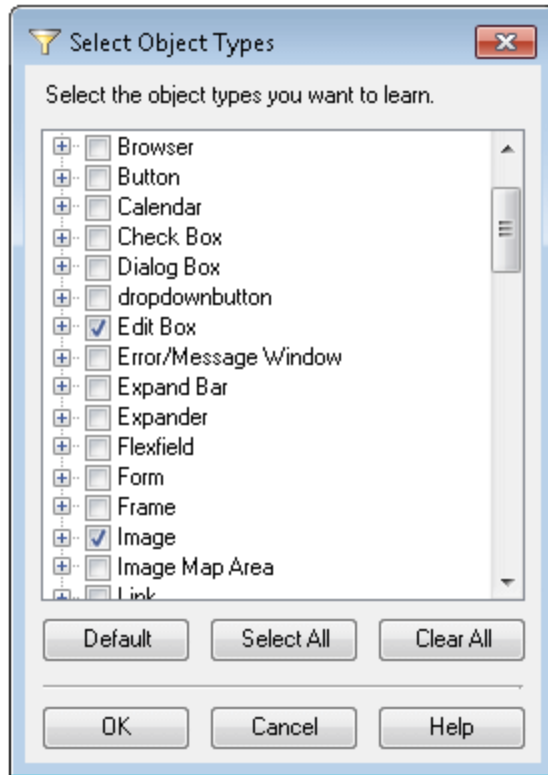 Select Object Types
Select the object types you want to learn.
Browser
Button
Calendar
Check Box
Dialog Box
dropdownbutton
Edit Box
Error/Message Window
Expand Bar
Expander
Flexfield
Form
Frame
Image
Image Map Area
Link
Default Select All Clear All
OK Cancel Help